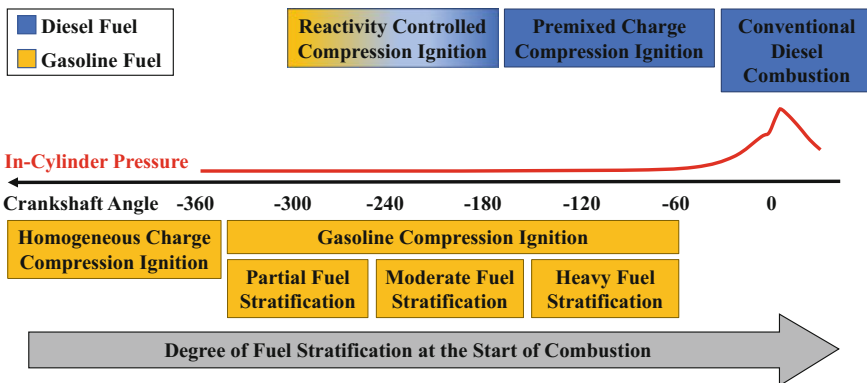 Diesel Fuel
Gasoline Fuel
Reactivity Controlled
Compression Ignition
Premixed Charge
Compression Ignition
Conventional
Diesel
Combustion
In-Cylinder Pressure
Crankshaft Angle -360 -300 -240 -180 -120 -60 0
Homogeneous Charge
Compression Ignition
Gasoline Compression Ignition
Partial Fuel
Stratification
Moderate Fuel
Stratification
Heavy Fuel
Stratification
Degree of Fuel Stratification at the Start of Combustion